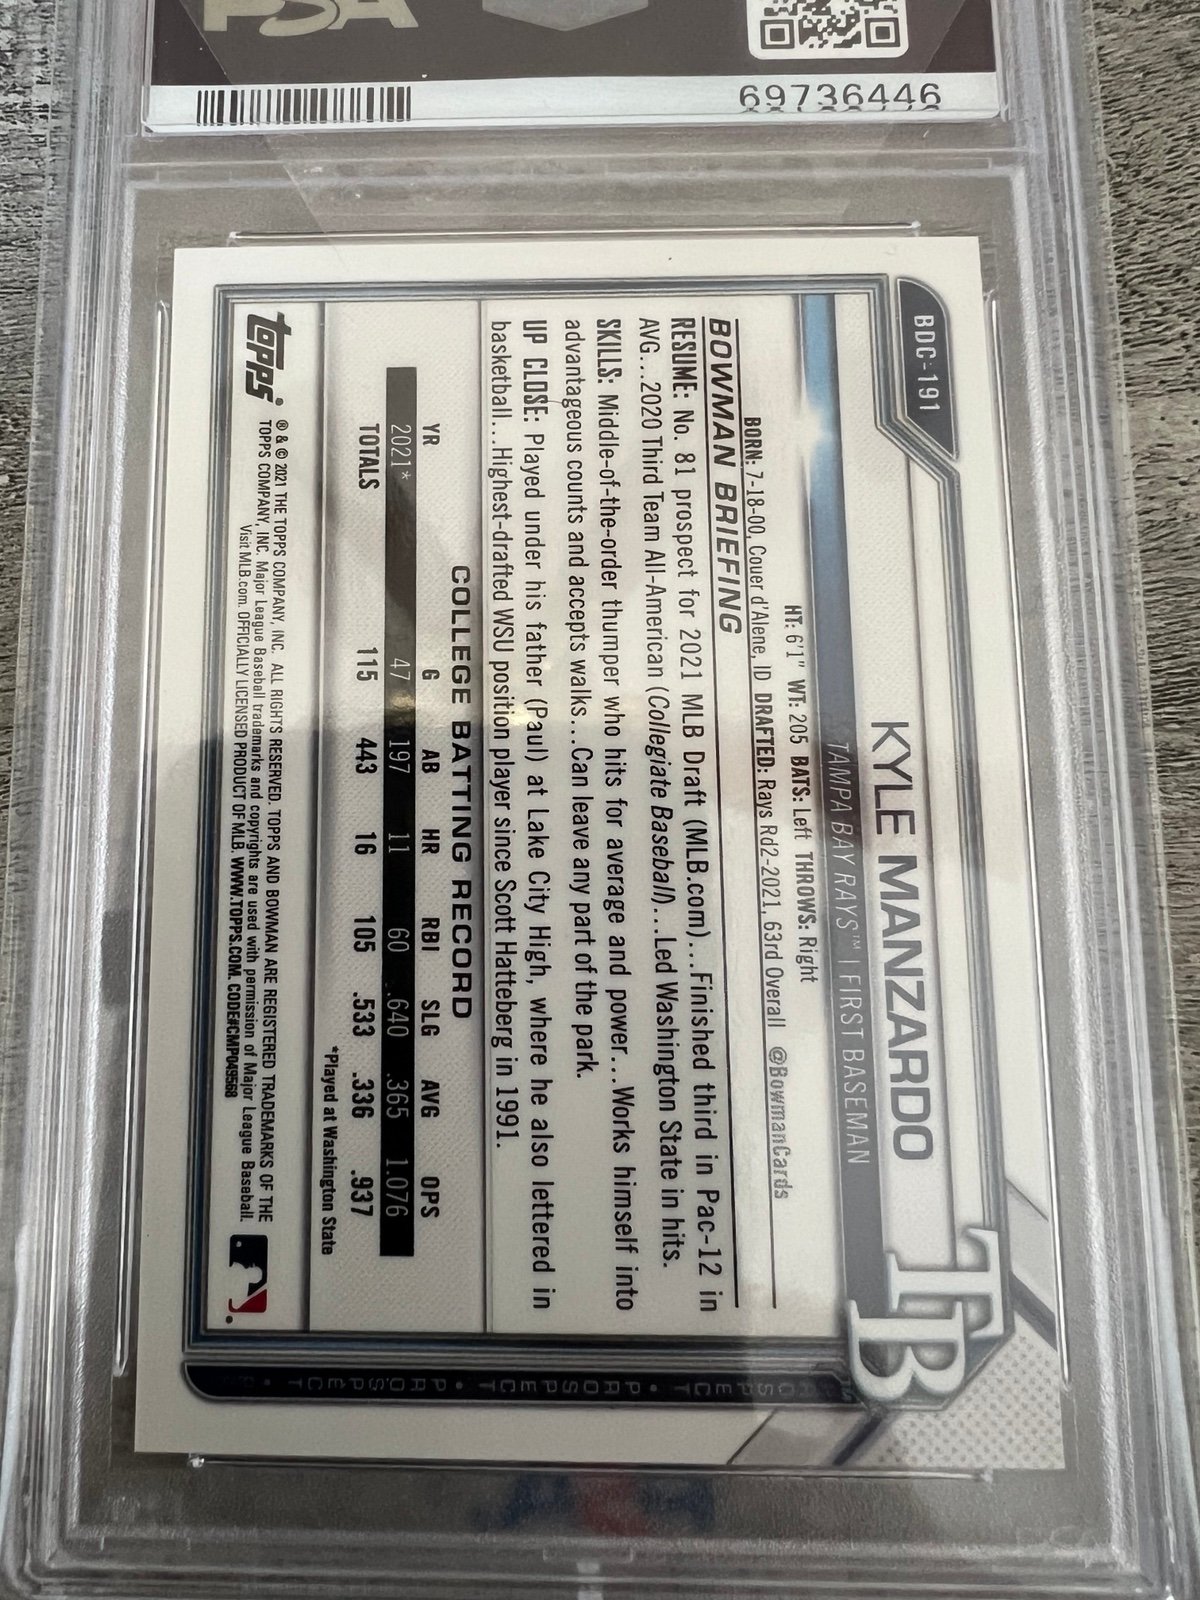 PSA
69736446
BDC-191
KYLE MANZARDO
TAMPA BAY RAYS™ | FIRST BASEMAN
TB
HT: 6'1" WT: 205 BATS: Left THROWS: Right
BORN: 7-18-00, Couer d'Alene, ID DRAFTED: Rays Rd2-2021, 63rd Overall @BowmanCards
BOWMAN BRIEFING
RESUME: No. 81 prospect for 2021 MLB Draft (MLB.com)...Finished third in Pac-12 in
AVG...2020 Third Team All-American (Collegiate Baseball)...Led Washington State in hits.
SKILLS: Middle-of-the-order thumper who hits for average and power...Works himself into
advantageous counts and accepts walks...Can leave any part of the park.
UP CLOSE: Played under his father (Paul) at Lake City High, where he also lettered in
basketball...Highest-drafted WSU position player since Scott Hatteberg in 1991.
COLLEGE BATTING RECORD
YR G AB HR RBI SLG AVG OPS
2021* 47 197 11 60 .640 .365 1.076
TOTALS 115 443 16 105 .533 .336 .937
*Played at Washington State
topps
® & © 2021 THE TOPPS COMPANY, INC. ALL RIGHTS RESERVED. TOPPS AND BOWMAN ARE REGISTERED TRADEMARKS OF THE
TOPPS COMPANY, INC. Major League Baseball trademarks and copyrights are used with permission of Major League Baseball.
Visit MLB.com. OFFICIALLY LICENSED PRODUCT OF MLB. WWW.TOPPS.COM. CODE#CMP049568
PROSPECT • PROSPECT